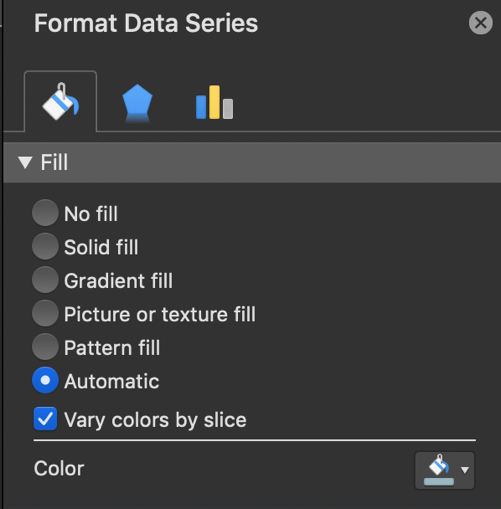 Format Data Series
Fill
No fill
Solid fill
Gradient fill
Picture or texture fill
Pattern fill
Automatic
Vary colors by slice
Color